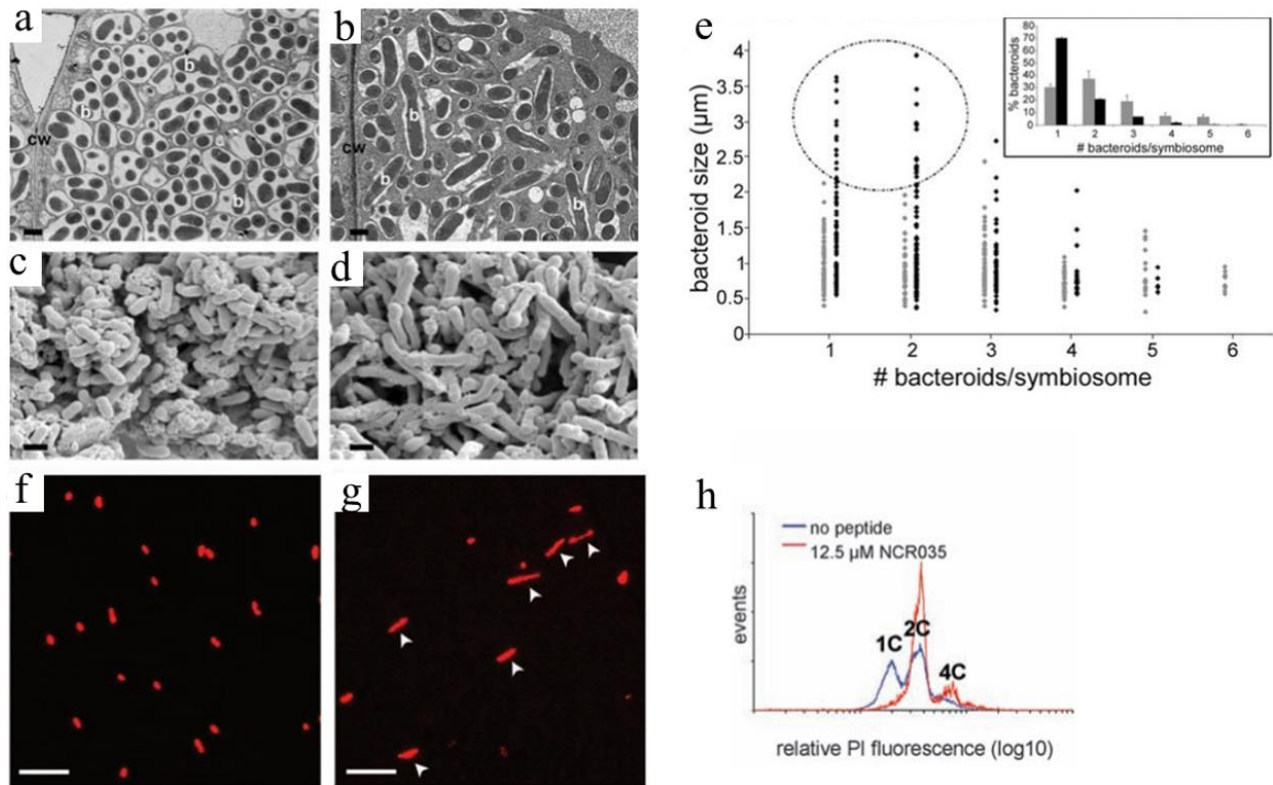 a
b
b
b
cw
b
b
cw
b
b
c
d
e
bacteroid size (µm)
4
3.5
3
2.5
2
1.5
1
0.5
0
1 2 3 4 5 6
# bacteroids/symbiosome
% bacteroids
80
70
60
50
40
30
20
10
0
1 2 3 4 5 6
# bacteroids/symbiosome
f
g
h
no peptide
12.5 µM NCR035
1C
2C
4C
events
relative PI fluorescence (log10)